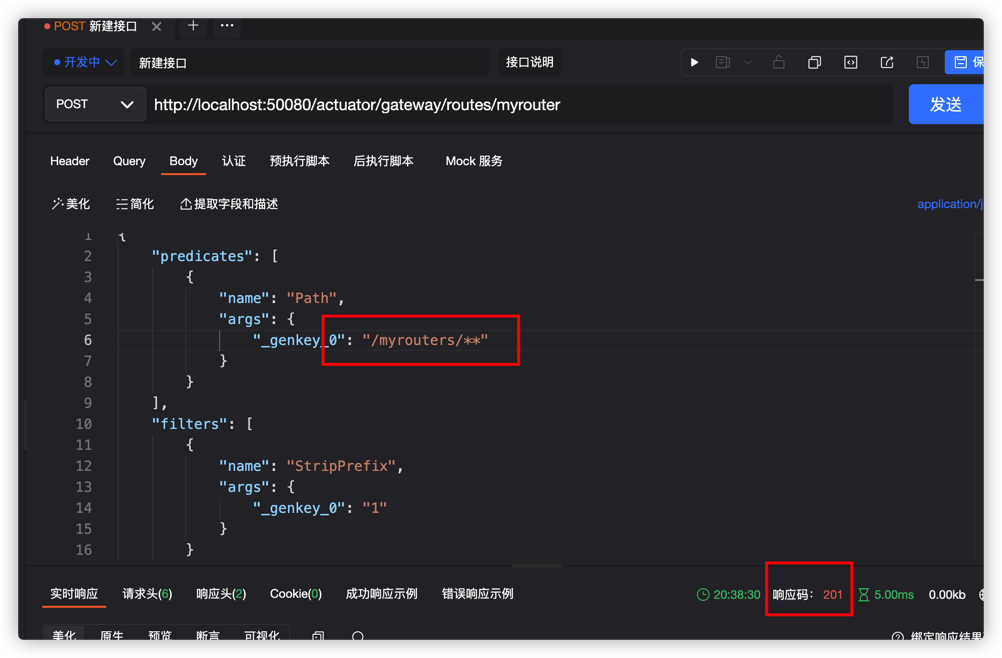 POST 新建接口
开发中 新建接口 接口说明 保
POST http://localhost:50080/actuator/gateway/routes/myrouter 发送
Header Query Body 认证 预执行脚本 后执行脚本 Mock 服务
美化 简化 提取字段和描述 application/j
1 {
2 "predicates": [
3 {
4 "name": "Path",
5 "args": {
6 "_genkey_0": "/myrouters/**"
7 }
8 }
9 ],
10 "filters": [
11 {
12 "name": "StripPrefix",
13 "args": {
14 "_genkey_0": "1"
15 }
16 }
实时响应 请求头(6) 响应头(2) Cookie(0) 成功响应示例 错误响应示例 20:38:30 响应码: 201 5.00ms 0.00kb
美化 原生 预览 断言 可视化 绑定响应结果